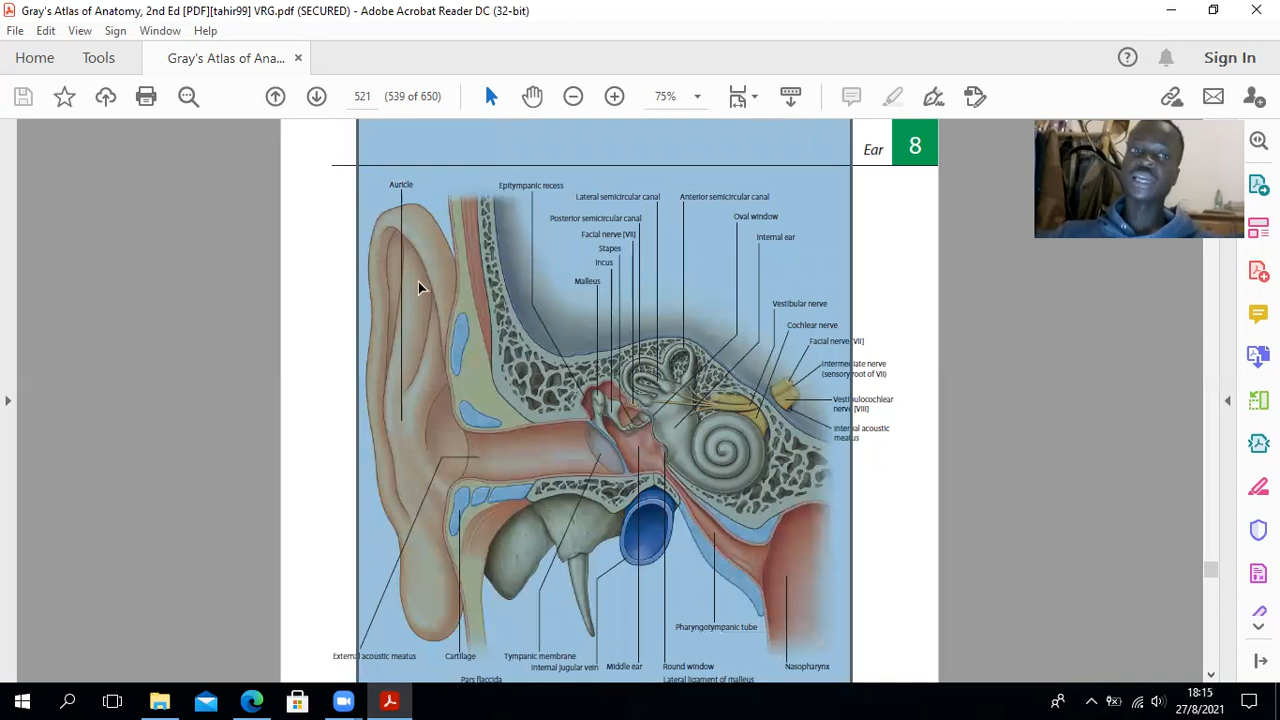 Gray's Atlas of Anatomy, 2nd Ed [PDF][tahir99] VRG.pdf (SECURED) - Adobe Acrobat Reader DC (32-bit)
File Edit View Sign Window Help
Home Tools Gray's Atlas of Ana... × Sign In
521 (539 of 650) 75%
Ear 8
Auricle
Epitympanic recess
Lateral semicircular canal
Anterior semicircular canal
Posterior semicircular canal
Oval window
Facial nerve [VII]
Internal ear
Stapes
Incus
Malleus
Vestibular nerve
Cochlear nerve
Facial nerve [VII]
Intermediate nerve
(sensory root of VII)
Vestibulocochlear
nerve [VIII]
Internal acoustic
meatus
Pharyngotympanic tube
External acoustic meatus
Cartilage
Tympanic membrane
Internal jugular vein
Middle ear
Round window
Nasopharynx
Pars flaccida
Lateral ligament of malleus
18:15
27/8/2021